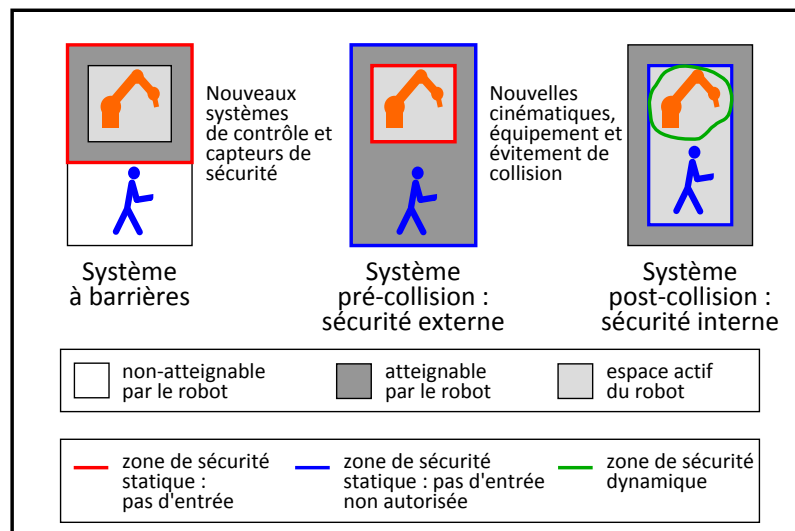 Nouveaux
systèmes
de contrôle et
capteurs de
sécurité
Nouvelles
cinématiques,
équipement et
évitement de
collision
Système
à barrières
Système
pré-collision :
sécurité externe
Système
post-collision :
sécurité interne
non-atteignable
par le robot
atteignable
par le robot
espace actif
du robot
zone de sécurité
statique :
pas d'entrée
zone de sécurité
statique : pas d'entrée
non autorisée
zone de sécurité
dynamique